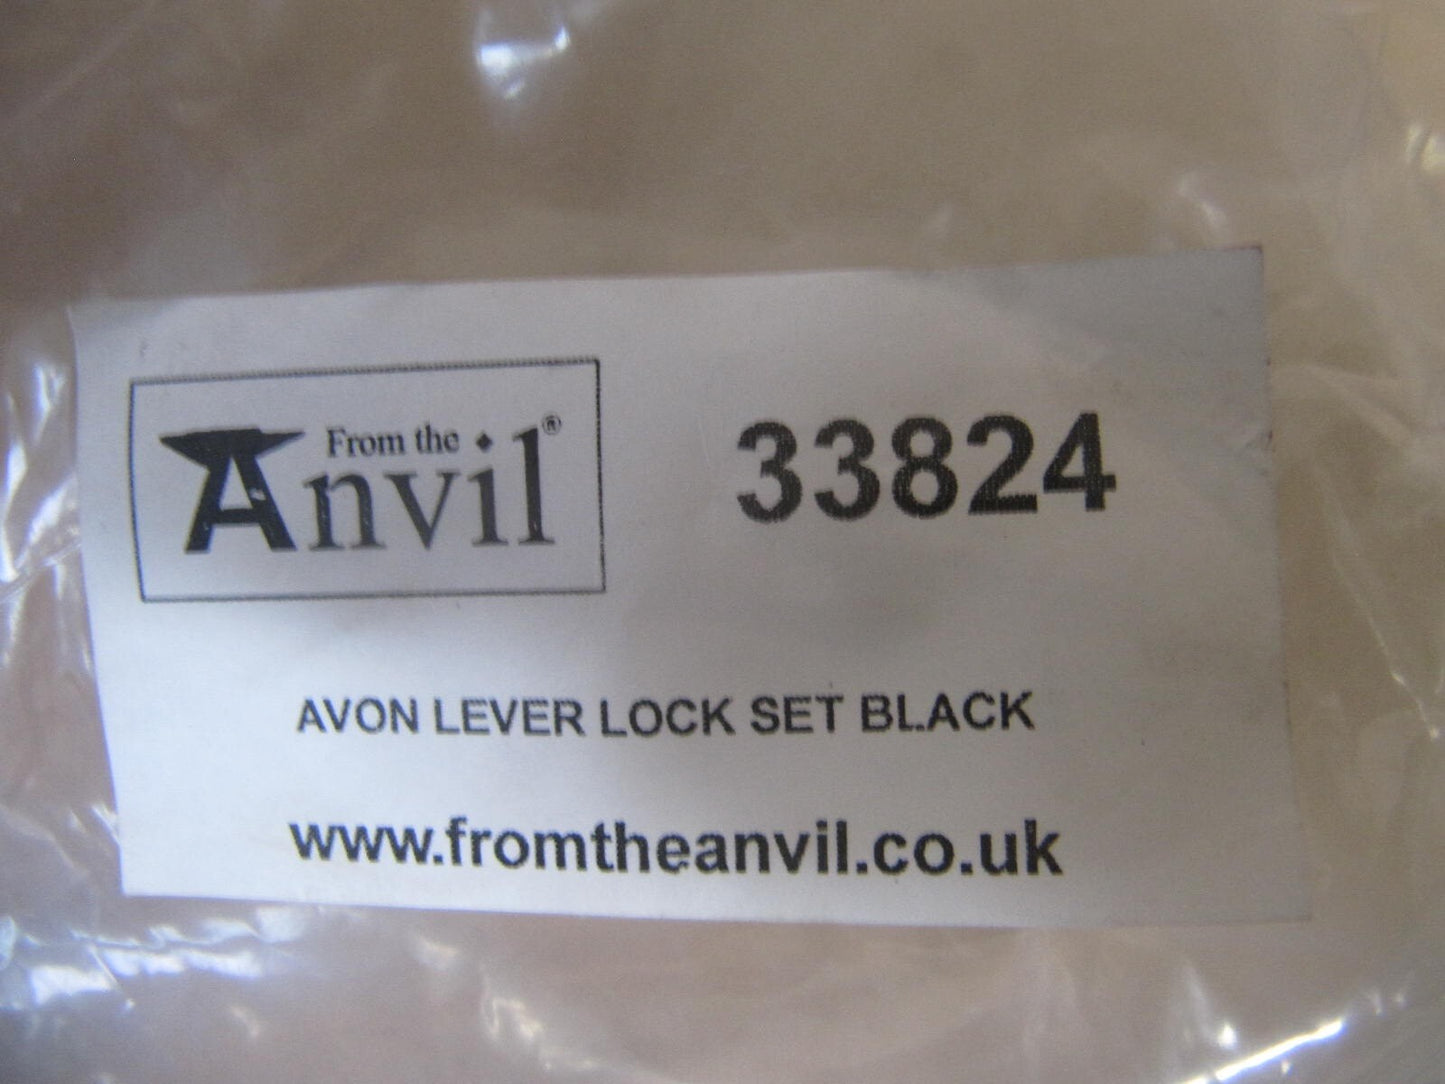 From the
Anvil®
33824
AVON LEVER LOCK SET BLACK
www.fromtheanvil.co.uk